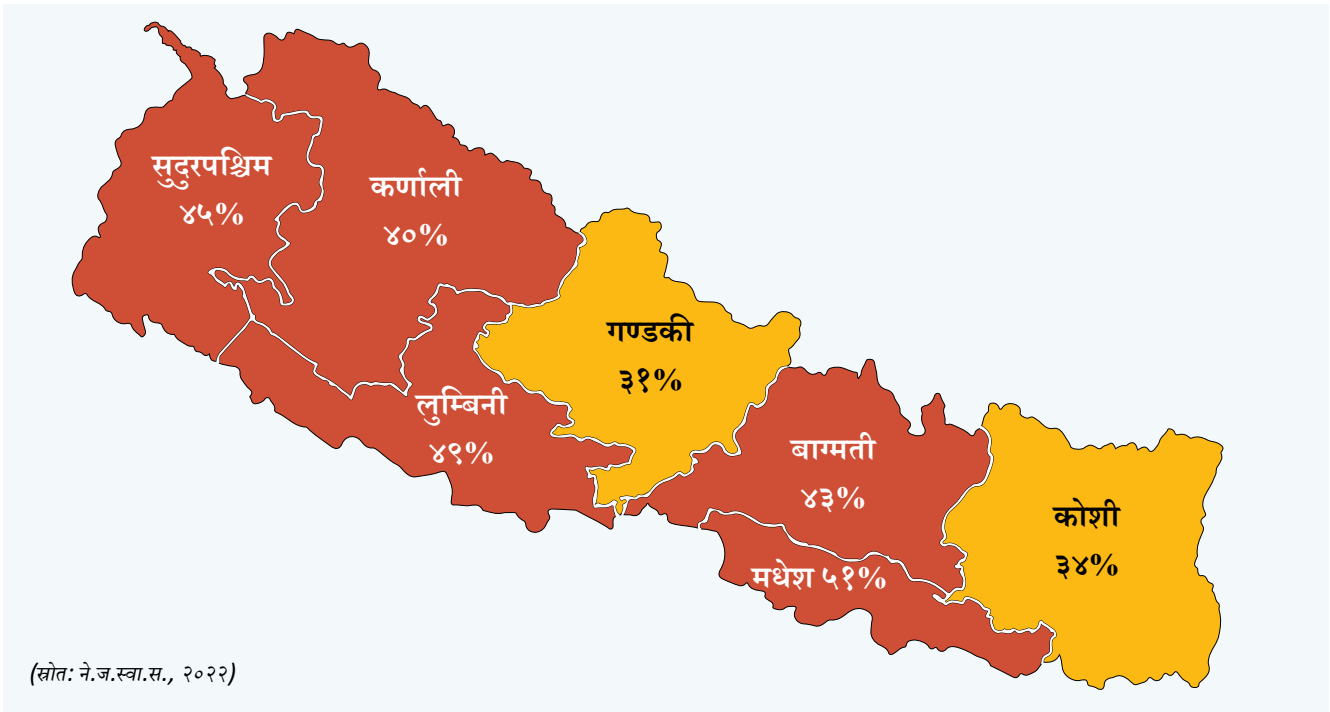 सुदुरपश्चिम
४५%
कर्णाली
४०%
गण्डकी
३१%
लुम्बिनी
४९%
बाग्मती
४३%
कोशी
३४%
मधेश ५१%
(स्रोत: ने.ज.स्वा.स., २०२२)